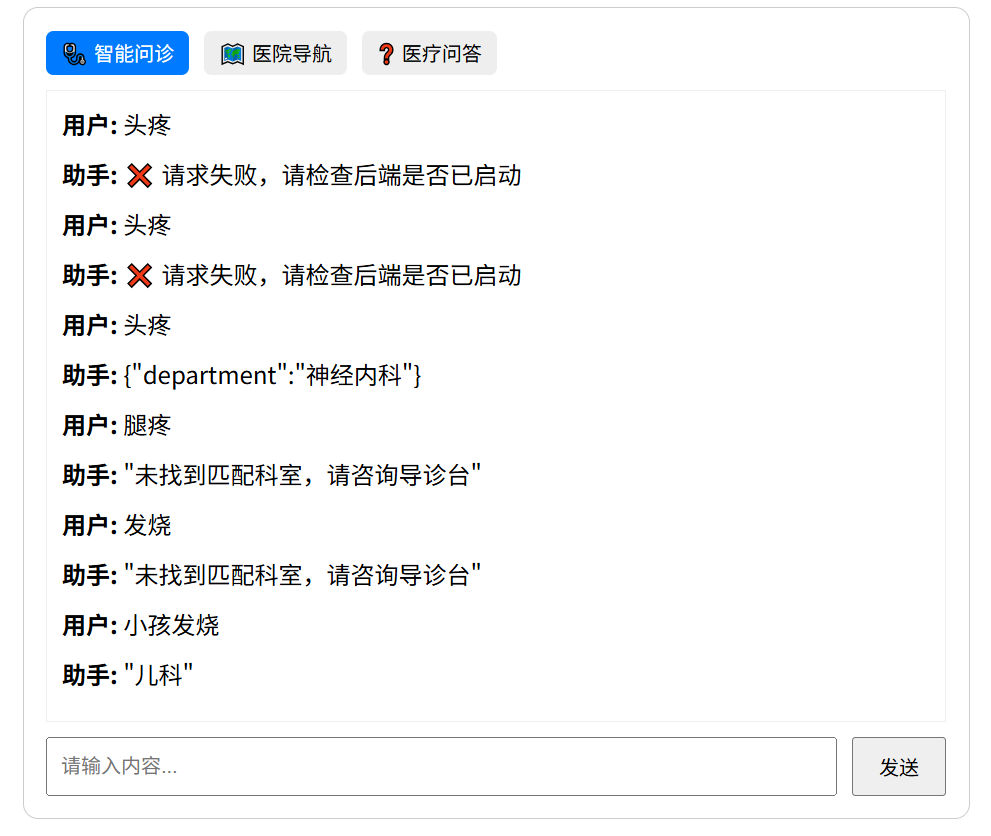 智能问诊 医院导航 医疗问答
用户: 头疼
助手: ❌ 请求失败，请检查后端是否已启动
用户: 头疼
助手: ❌ 请求失败，请检查后端是否已启动
用户: 头疼
助手: {"department":"神经内科"}
用户: 腿疼
助手: "未找到匹配科室，请咨询导诊台"
用户: 发烧
助手: "未找到匹配科室，请咨询导诊台"
用户: 小孩发烧
助手: "儿科"
请输入内容... 发送